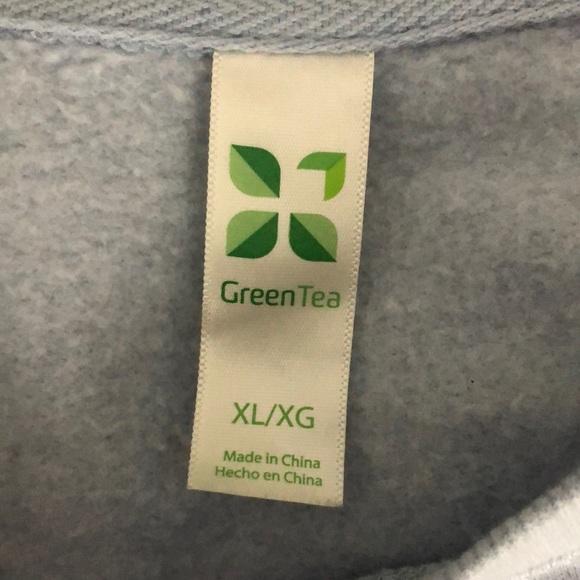 GreenTea
XL/XG
Made in China
Hecho en China